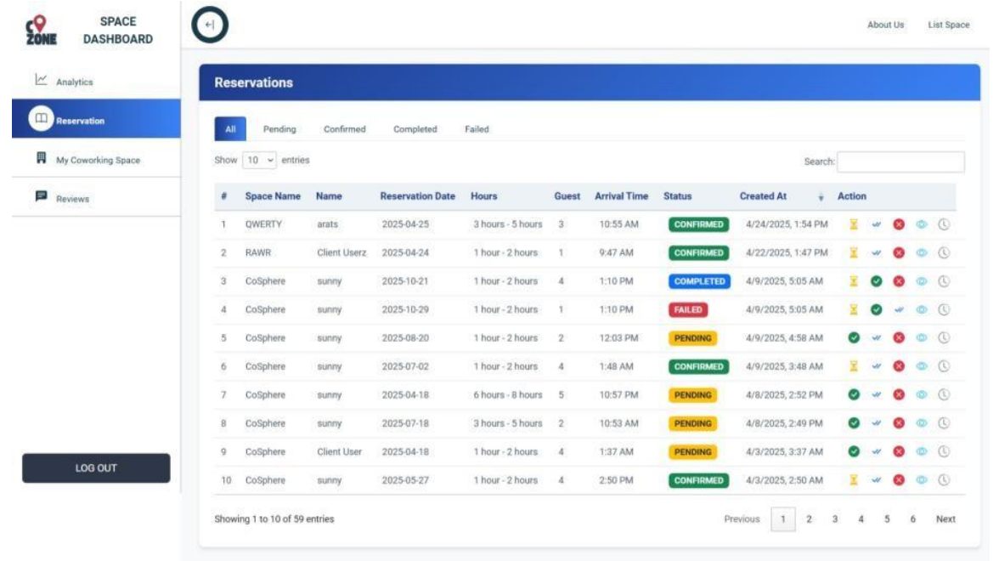 CZONE
SPACE DASHBOARD
About Us List Space
Analytics
Reservation
My Coworking Space
Reviews
LOG OUT
Reservations
All Pending Confirmed Completed Failed
Show 10 entries Search:
# Space Name Name Reservation Date Hours Guest Arrival Time Status Created At Action
1 QWERTY arats 2025-04-25 3 hours - 5 hours 3 10:55 AM CONFIRMED 4/24/2025, 1:54 PM
2 RAWR Client Userz 2025-04-24 1 hour - 2 hours 1 9:47 AM CONFIRMED 4/22/2025, 1:47 PM
3 CoSphere sunny 2025-10-21 1 hour - 2 hours 4 1:10 PM COMPLETED 4/9/2025, 5:05 AM
4 CoSphere sunny 2025-10-29 1 hour - 2 hours 1 1:10 PM FAILED 4/9/2025, 5:05 AM
5 CoSphere sunny 2025-08-20 1 hour - 2 hours 2 12:03 PM PENDING 4/9/2025, 4:58 AM
6 CoSphere sunny 2025-07-02 1 hour - 2 hours 4 1:48 AM CONFIRMED 4/9/2025, 3:48 AM
7 CoSphere sunny 2025-04-18 6 hours - 8 hours 5 10:57 PM PENDING 4/8/2025, 2:52 PM
8 CoSphere sunny 2025-07-18 3 hours - 5 hours 2 10:53 AM PENDING 4/8/2025, 2:49 PM
9 CoSphere Client User 2025-04-18 1 hour - 2 hours 4 1:37 AM PENDING 4/3/2025, 3:37 AM
10 CoSphere sunny 2025-05-27 1 hour - 2 hours 4 2:50 PM CONFIRMED 4/3/2025, 2:50 AM
Showing 1 to 10 of 59 entries Previous 1 2 3 4 5 6 Next